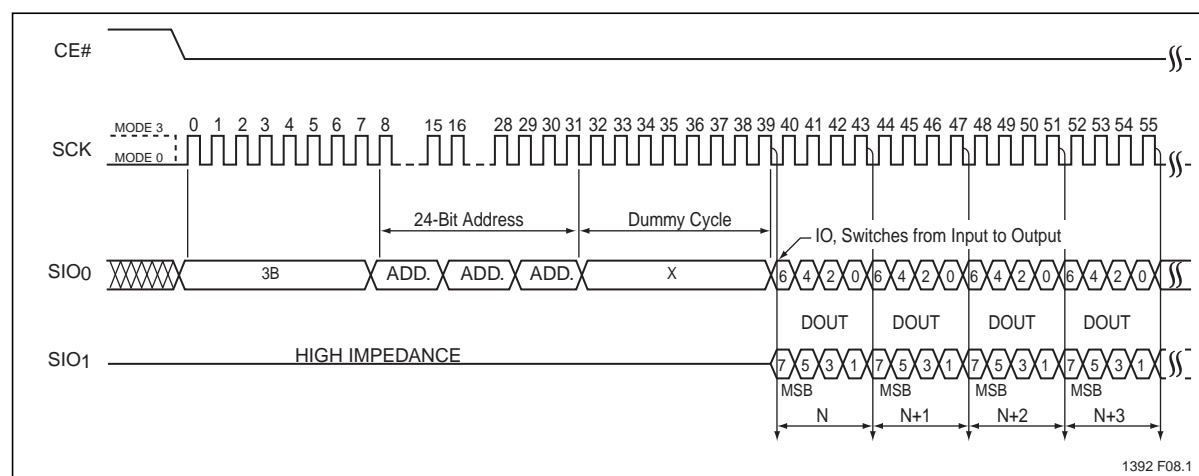 CE#
0 1 2 3 4 5 6 7 8 15 16 28 29 30 31 32 33 34 35 36 37 38 39 40 41 42 43 44 45 46 47 48 49 50 51 52 53 54 55
MODE 3
SCK
MODE 0
24-Bit Address Dummy Cycle
IO, Switches from Input to Output
SIO0 3B ADD. ADD. ADD. X 6 4 2 0 6 4 2 0 6 4 2 0 6 4 2 0
DOUT DOUT DOUT DOUT
SIO1 HIGH IMPEDANCE 7 5 3 1 7 5 3 1 7 5 3 1 7 5 3 1
MSB MSB MSB MSB
N N+1 N+2 N+3
1392 F08.1